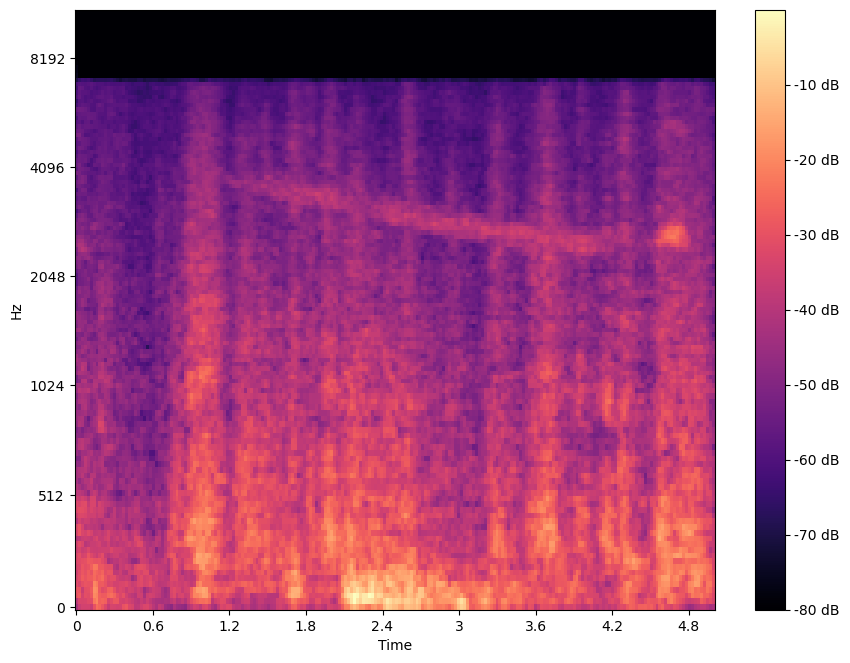 8192
4096
2048
1024
512
0
Hz
0 0.6 1.2 1.8 2.4 3 3.6 4.2 4.8
Time
-10 dB
-20 dB
-30 dB
-40 dB
-50 dB
-60 dB
-70 dB
-80 dB